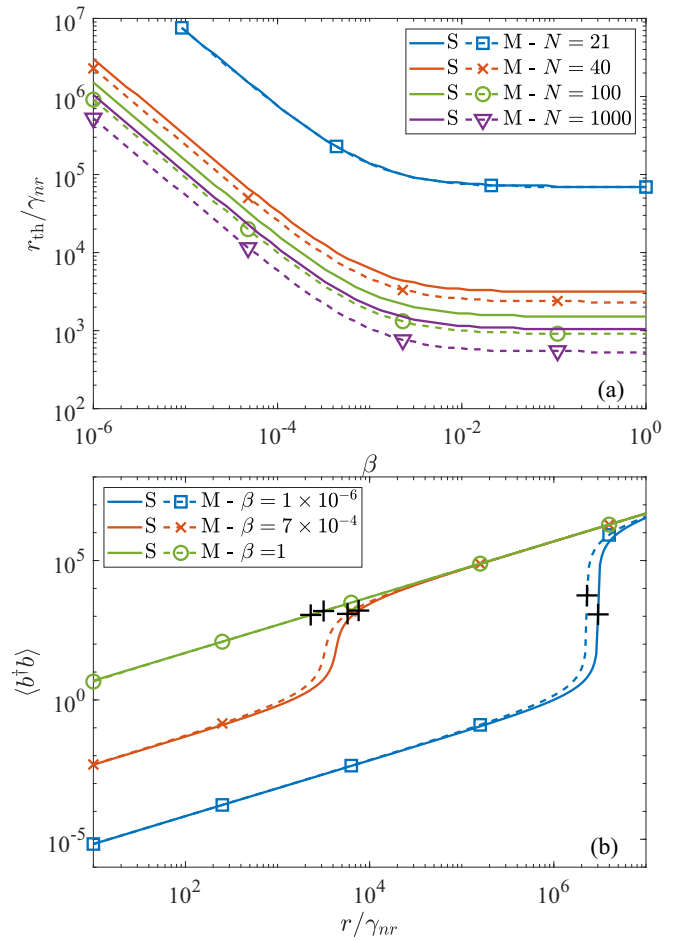 10^7
10^6
10^5
10^4
10^3
10^2
r_th/γ_nr
S M - N = 21
S M - N = 40
S M - N = 100
S M - N = 1000
(a)
10^-6 10^-4 10^-2 10^0
β
S M - β = 1 × 10^-6
S M - β = 7 × 10^-4
S M - β =1
10^5
10^0
10^-5
⟨b†b⟩
(b)
10^2 10^4 10^6
r/γ_nr